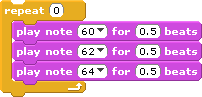 repeat 0
play note 60 for 0.5 beats
play note 62 for 0.5 beats
play note 64 for 0.5 beats